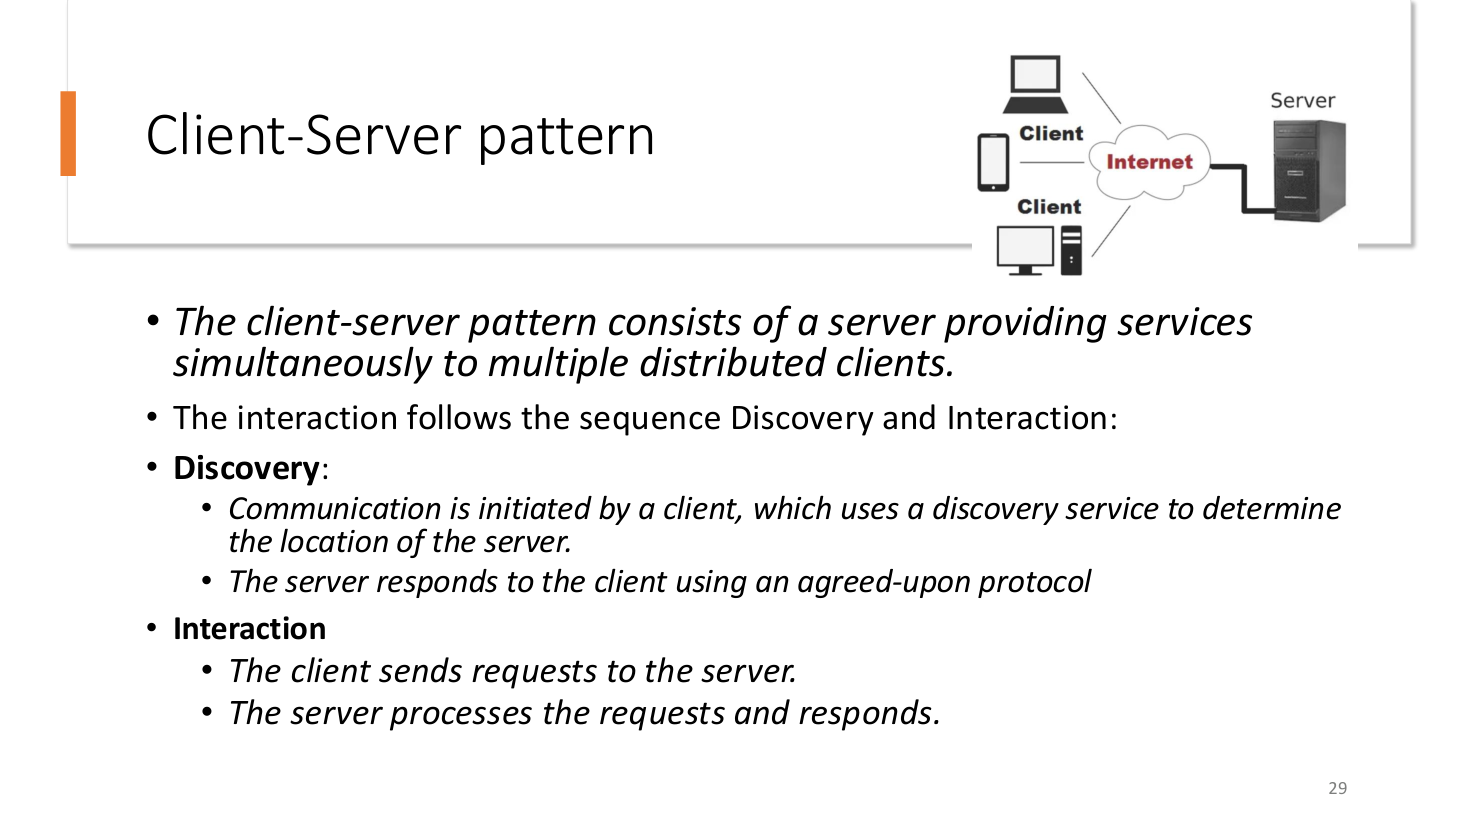 Client-Server pattern
Client
Client
Internet
Server
• The client-server pattern consists of a server providing services
simultaneously to multiple distributed clients.
• The interaction follows the sequence Discovery and Interaction:
• Discovery:
• Communication is initiated by a client, which uses a discovery service to determine
the location of the server.
• The server responds to the client using an agreed-upon protocol
• Interaction
• The client sends requests to the server.
• The server processes the requests and responds.
29